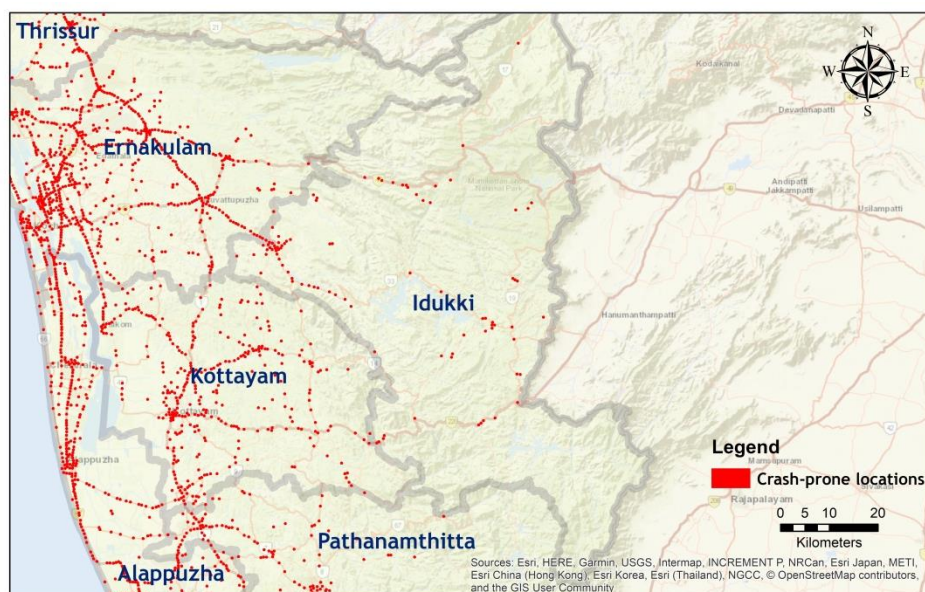 Thrissur
21
Kodaikanal
N
W E
S
Devadanapatti
Ernakulam
Andipatti
Jakkampatti
Usilampatti
Idukki
Hanumanthampatti
Kottayam
Legend
Crash-prone locations
Rajapalayam
0 5 10 20
Kilometers
Pathanamthitta
Alappuzha
Sources: Esri, HERE, Garmin, USGS, Intermap, INCREMENT P, NRCan, Esri Japan, METI,
Esri China (Hong Kong), Esri Korea, Esri (Thailand), NGCC, © OpenStreetMap contributors,
and the GIS User Community